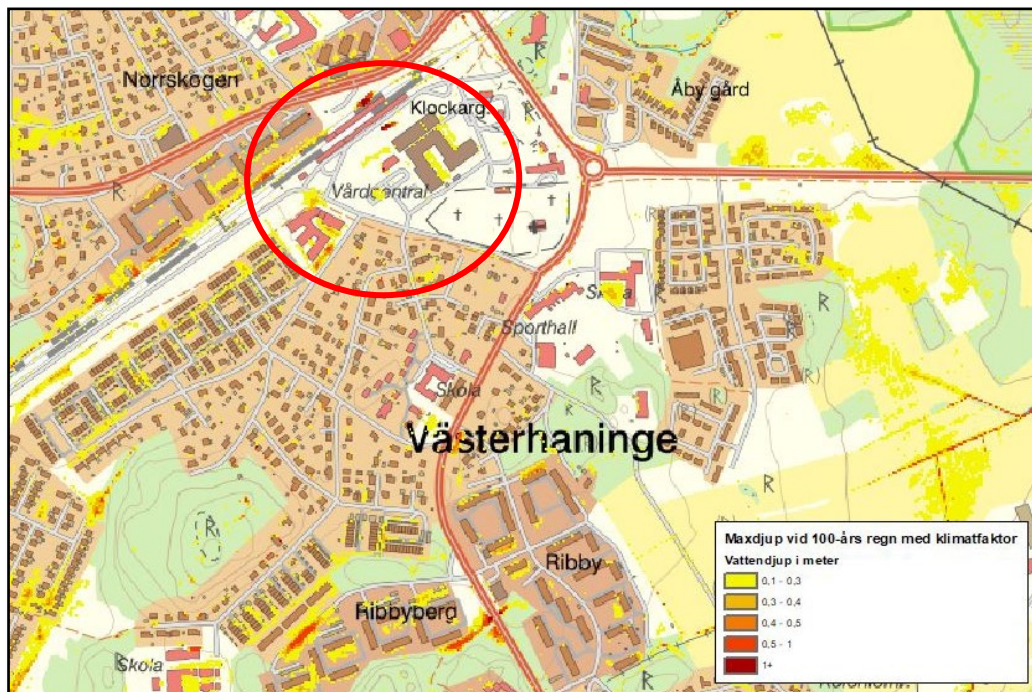 Norrskogen
Klockarg.
Åby gård
Vårdcentral
Skola
Sporthall
Skola
Västerhaninge
Ribby
Ribbyberg
Skola
Maxdjup vid 100-års regn med klimatfaktor
Vattendjup i meter
0,1 - 0,3
0,3 - 0,4
0,4 - 0,5
0,5 - 1
1+